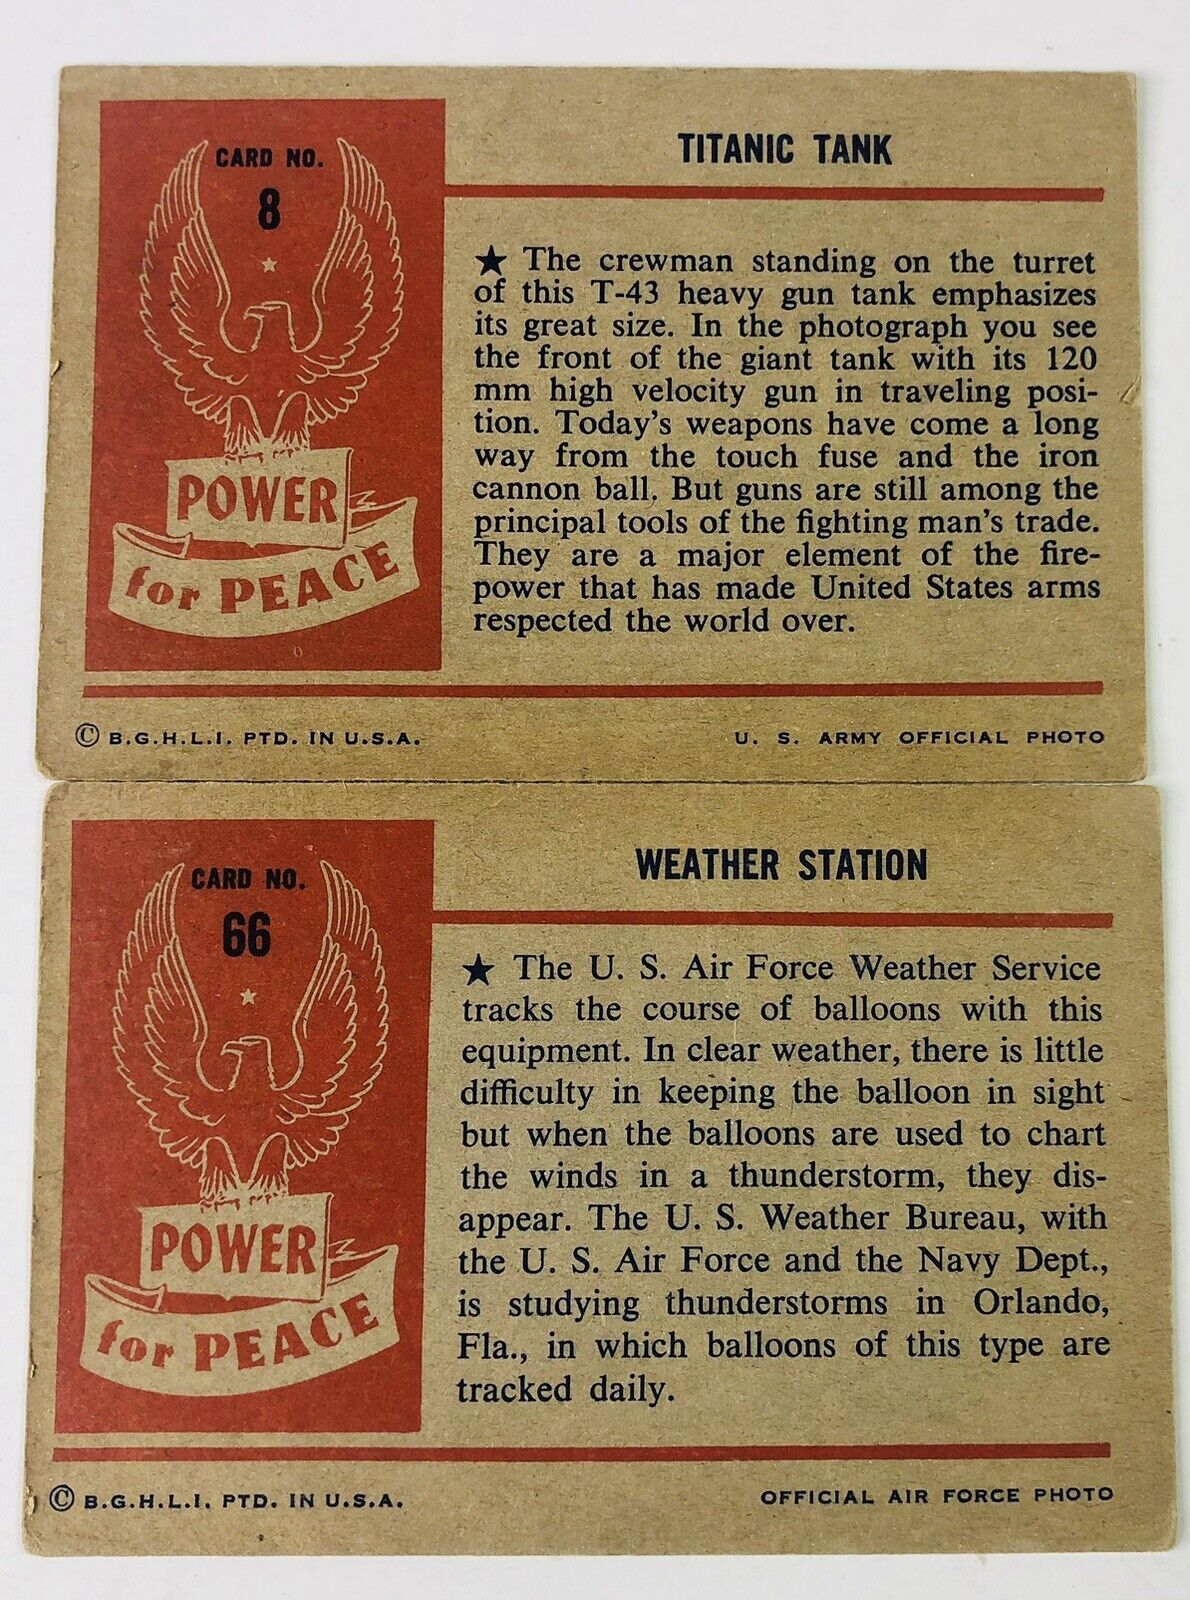 CARD NO.
8
POWER
for PEACE
TITANIC TANK
★ The crewman standing on the turret
of this T-43 heavy gun tank emphasizes
its great size. In the photograph you see
the front of the giant tank with its 120
mm high velocity gun in traveling posi-
tion. Today's weapons have come a long
way from the touch fuse and the iron
cannon ball. But guns are still among the
principal tools of the fighting man's trade.
They are a major element of the fire-
power that has made United States arms
respected the world over.
© B.G.H.L.I. PTD. IN U.S.A.
U. S. ARMY OFFICIAL PHOTO
CARD NO.
66
POWER
for PEACE
WEATHER STATION
★ The U. S. Air Force Weather Service
tracks the course of balloons with this
equipment. In clear weather, there is little
difficulty in keeping the balloon in sight
but when the balloons are used to chart
the winds in a thunderstorm, they dis-
appear. The U. S. Weather Bureau, with
the U. S. Air Force and the Navy Dept.,
is studying thunderstorms in Orlando,
Fla., in which balloons of this type are
tracked daily.
© B.G.H.L.I. PTD. IN U.S.A.
OFFICIAL AIR FORCE PHOTO